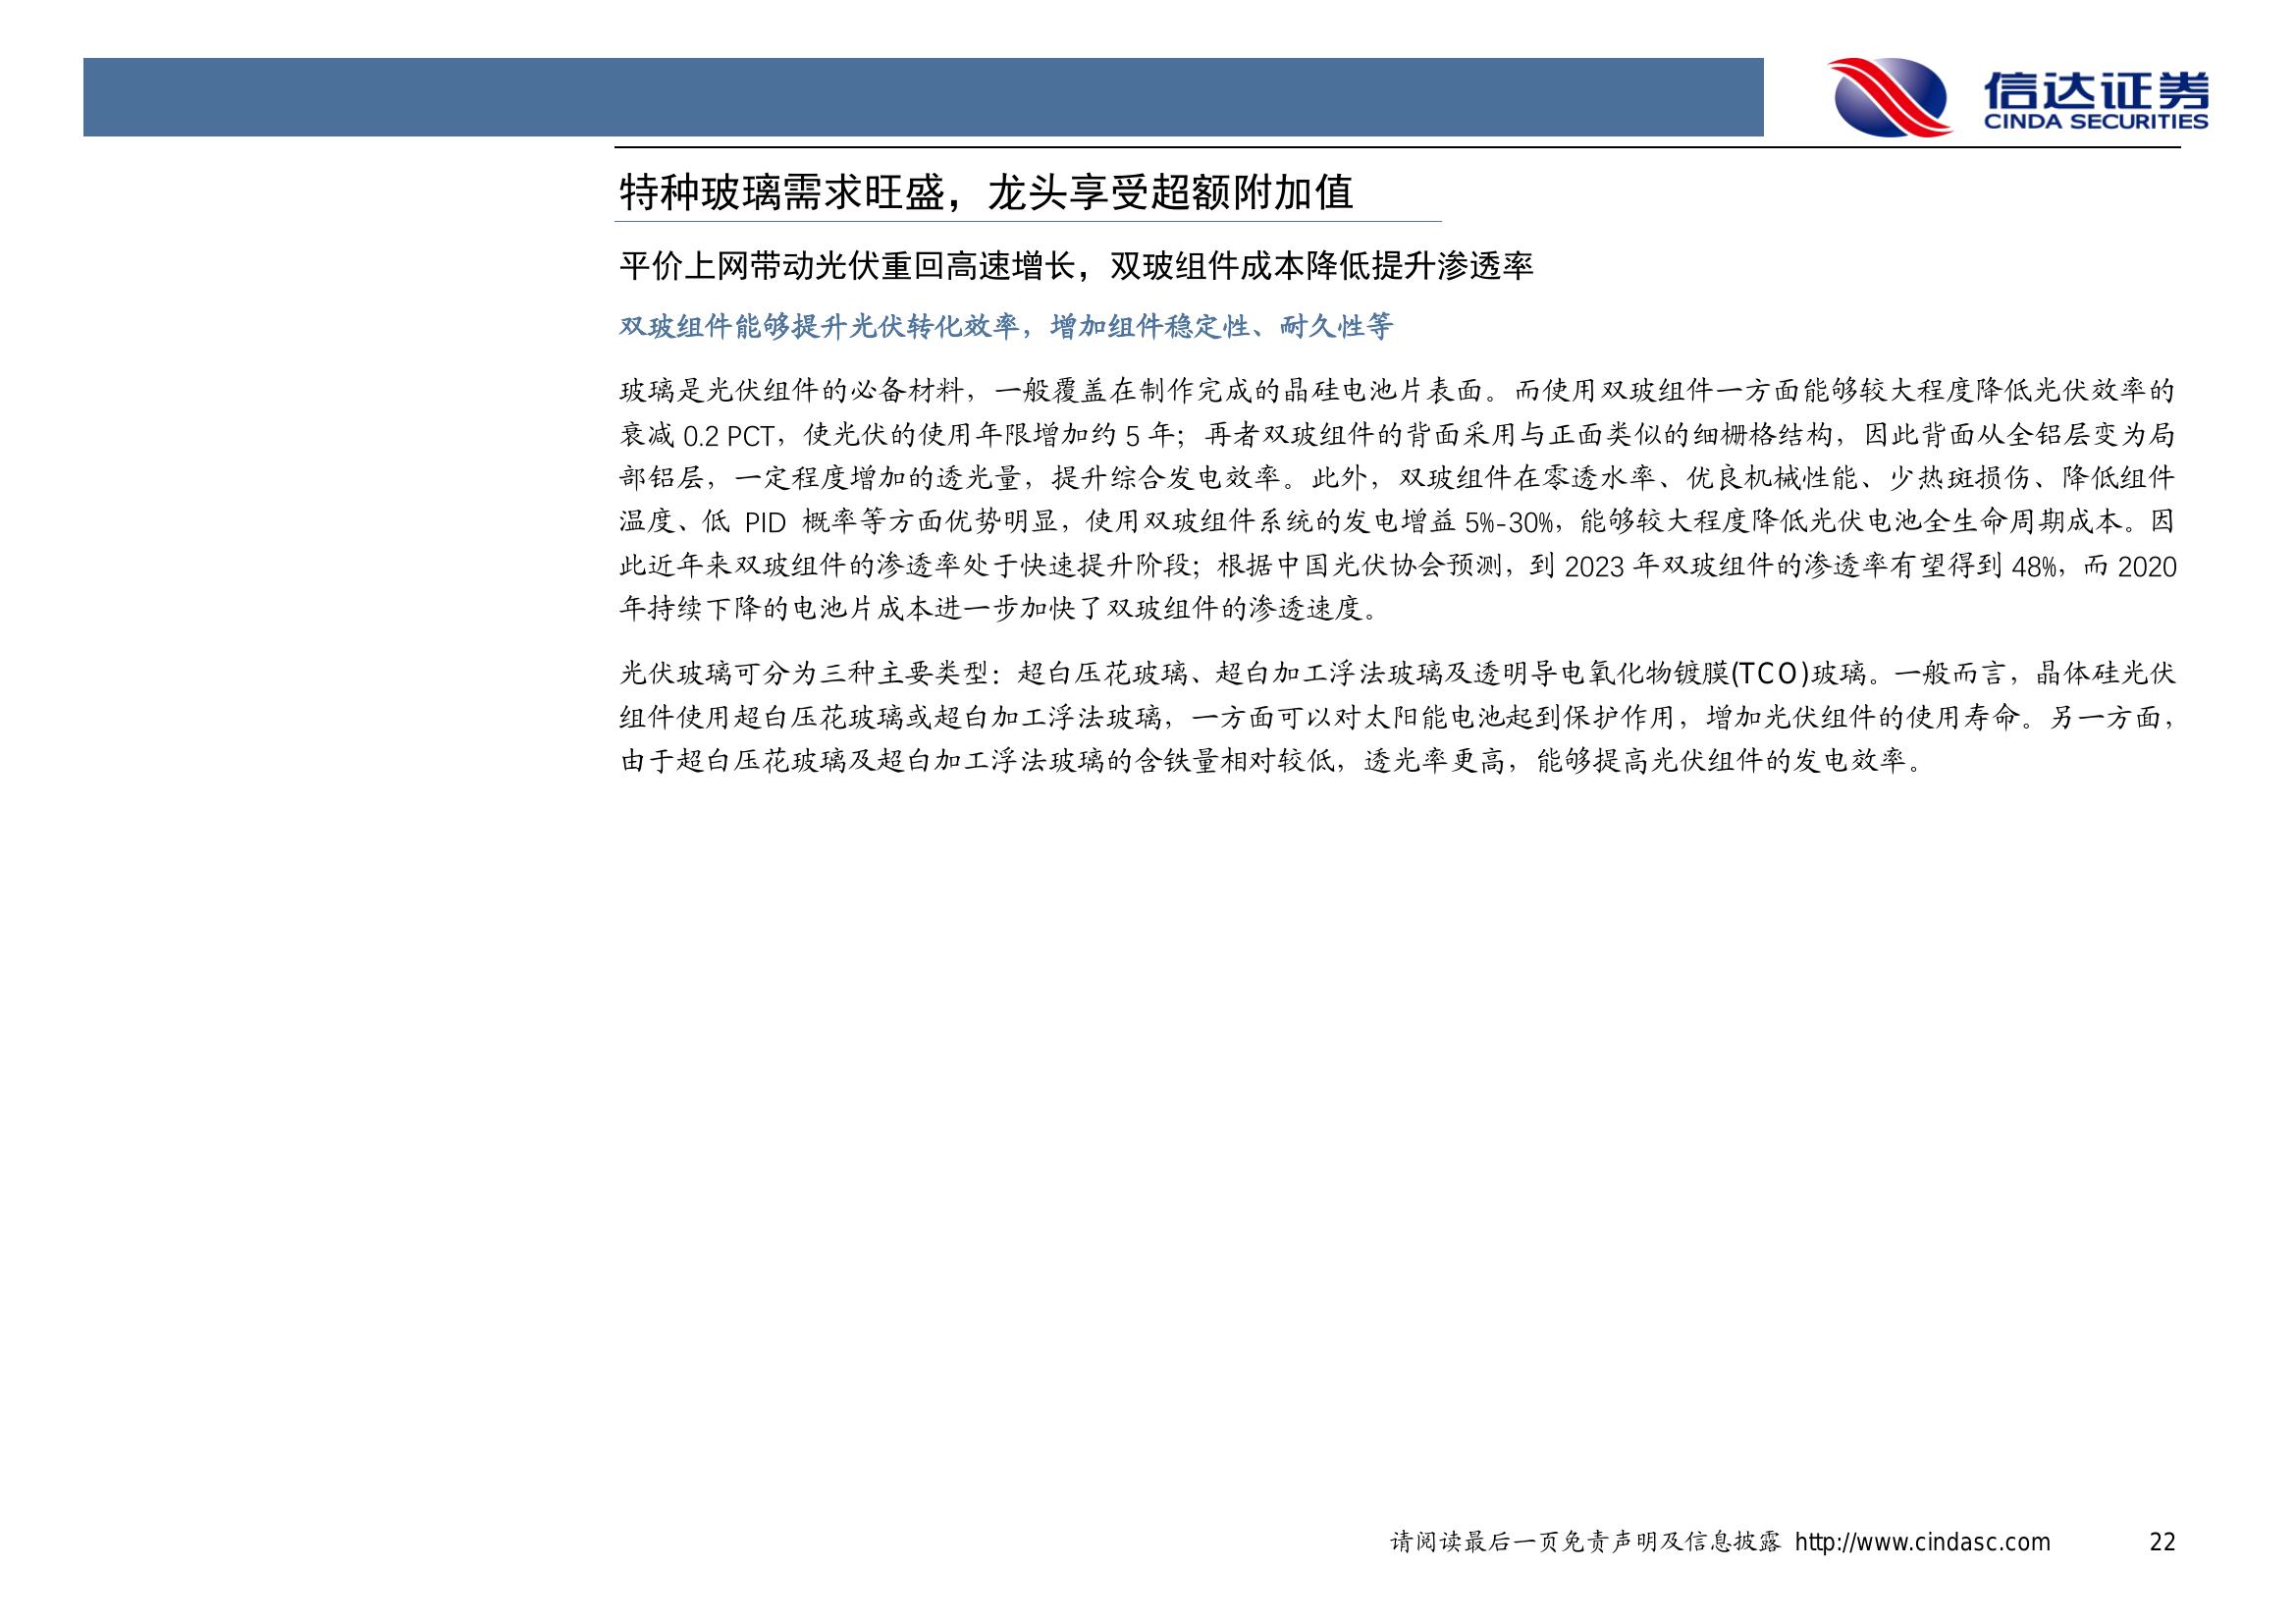 信达证券
CINDA SECURITIES
特种玻璃需求旺盛，龙头享受超额附加值
平价上网带动光伏重回高速增长，双玻组件成本降低提升渗透率
双玻组件能够提升光伏转化效率，增加组件稳定性、耐久性等
玻璃是光伏组件的必备材料，一般覆盖在制作完成的晶硅电池片表面。而使用双玻组件一方面能够较大程度降低光伏效率的
衰减 0.2 PCT，使光伏的使用年限增加约 5 年；再者双玻组件的背面采用与正面类似的细栅格结构，因此背面从全铝层变为局
部铝层，一定程度增加的透光量，提升综合发电效率。此外，双玻组件在零透水率、优良机械性能、少热斑损伤、降低组件
温度、低 PID 概率等方面优势明显，使用双玻组件系统的发电增益 5%-30%，能够较大程度降低光伏电池全生命周期成本。因
此近年来双玻组件的渗透率处于快速提升阶段；根据中国光伏协会预测，到 2023 年双玻组件的渗透率有望得到 48%，而 2020
年持续下降的电池片成本进一步加快了双玻组件的渗透速度。
光伏玻璃可分为三种主要类型：超白压花玻璃、超白加工浮法玻璃及透明导电氧化物镀膜(TCO)玻璃。一般而言，晶体硅光伏
组件使用超白压花玻璃或超白加工浮法玻璃，一方面可以对太阳能电池起到保护作用，增加光伏组件的使用寿命。另一方面，
由于超白压花玻璃及超白加工浮法玻璃的含铁量相对较低，透光率更高，能够提高光伏组件的发电效率。
请阅读最后一页免责声明及信息披露 http://www.cindasc.com 22